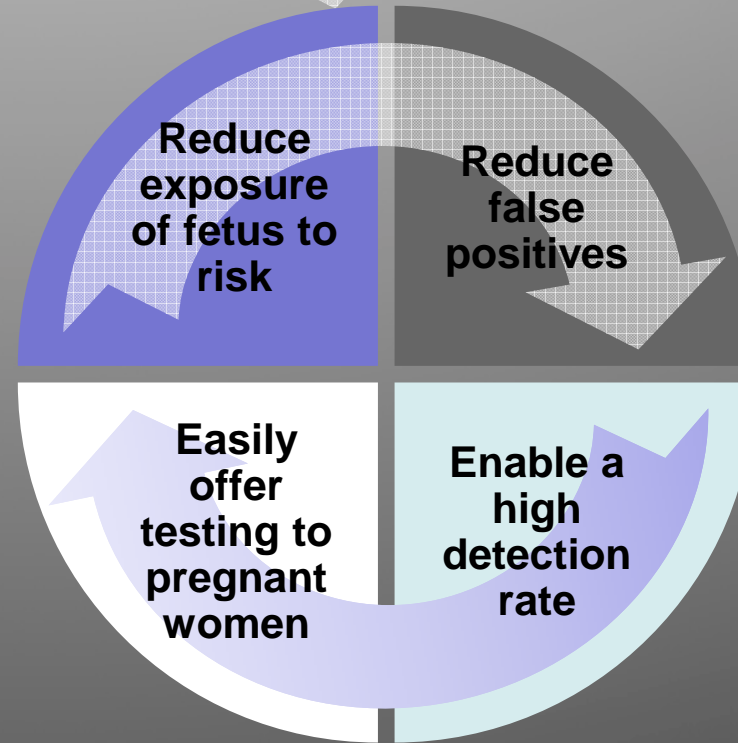 Reduce
exposure
of fetus to
risk
Reduce
false
positives
Easily
offer
testing to
pregnant
women
Enable a
high
detection
rate